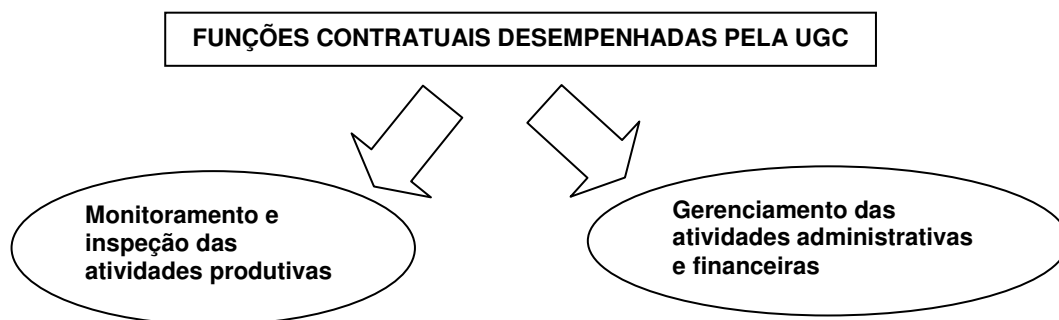 FUNÇÕES CONTRATUAIS DESEMPENHADAS PELA UGC
Monitoramento e
inspeção das
atividades produtivas
Gerenciamento das
atividades administrativas
e financeiras